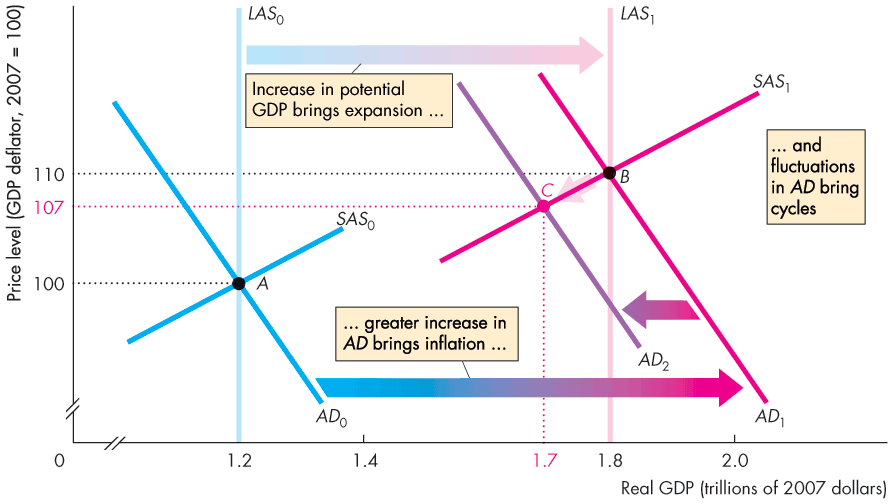 Price level (GDP deflator, 2007 = 100)
LAS0
LAS1
SAS1
Increase in potential
GDP brings expansion ...
... and
fluctuations
in AD bring
cycles
110
B
C
107
SAS0
100
A
... greater increase in
AD brings inflation ...
AD2
AD0
AD1
0
1.2
1.4
1.7
1.8
2.0
Real GDP (trillions of 2007 dollars)